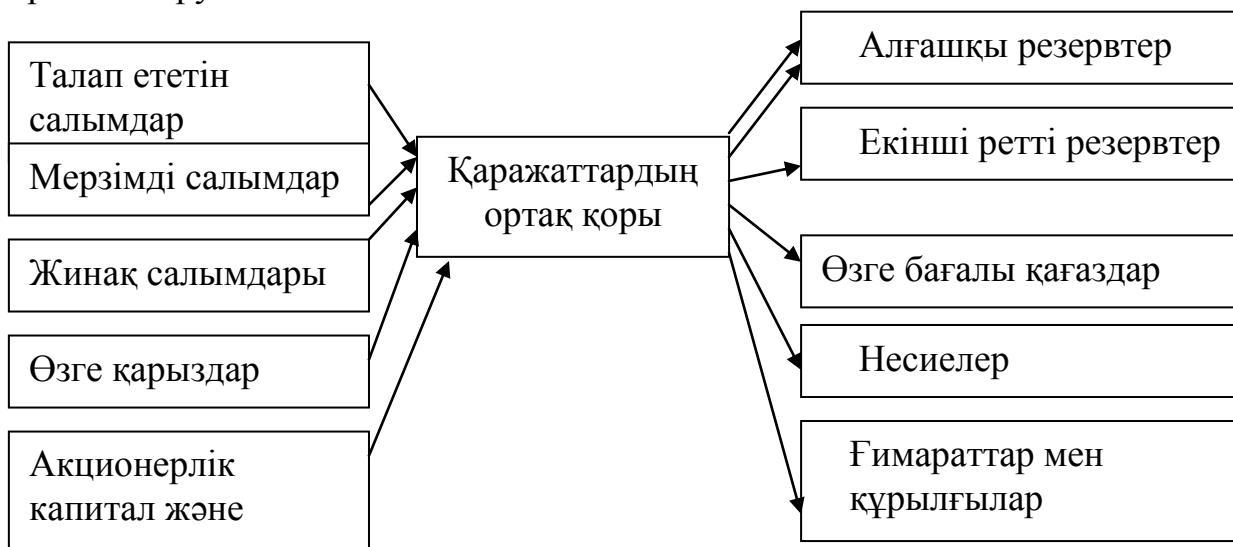 Талап ететін
салымдар
Мерзімді салымдар
Жинақ салымдары
Өзге қарыздар
Акционерлік
капитал және
Қаражаттардың
ортақ қоры
Алғашқы резервтер
Екінші ретті резервтер
Өзге бағалы қағаздар
Несиелер
Ғимараттар мен
құрылғылар